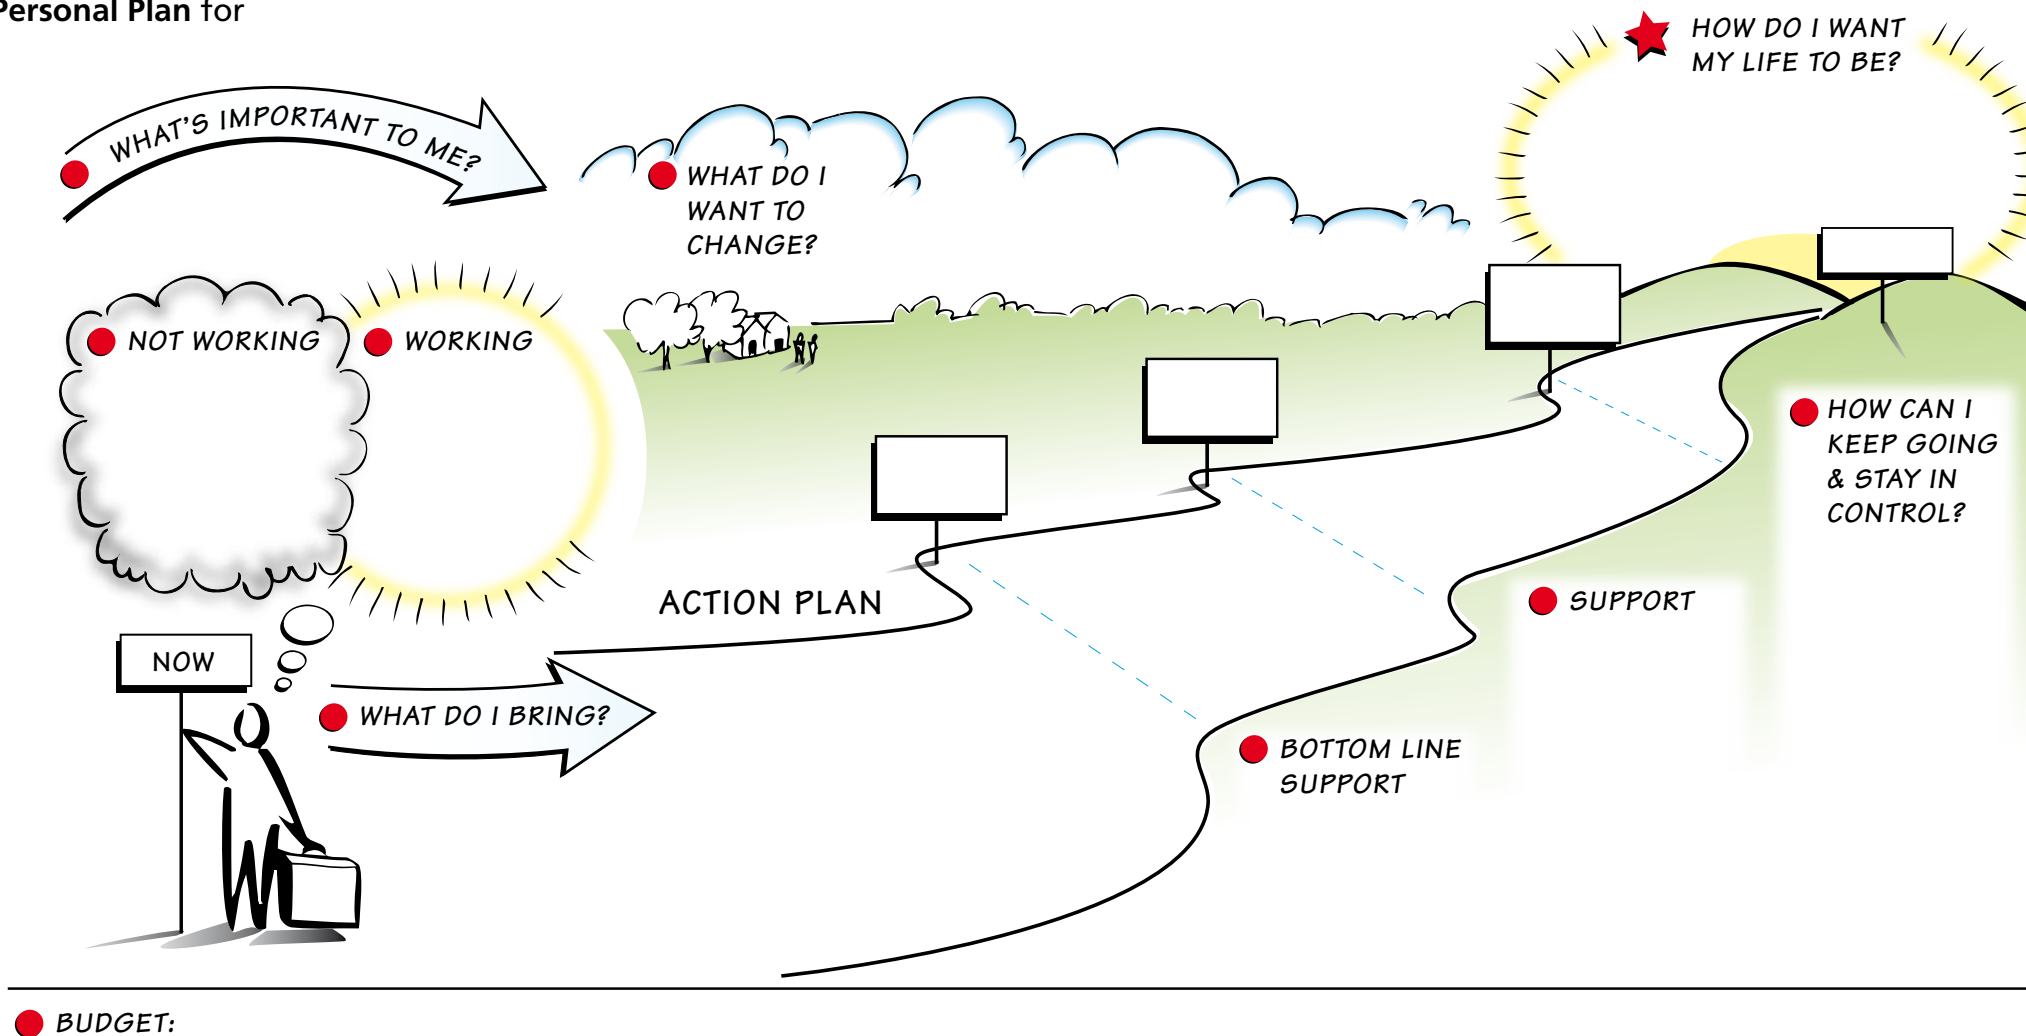 Personal Plan for
HOW DO I WANT
MY LIFE TO BE?
WHAT'S IMPORTANT TO ME?
WHAT DO I
WANT TO
CHANGE?
NOT WORKING
WORKING
HOW CAN I
KEEP GOING
& STAY IN
CONTROL?
ACTION PLAN
SUPPORT
NOW
WHAT DO I BRING?
BOTTOM LINE
SUPPORT
BUDGET: